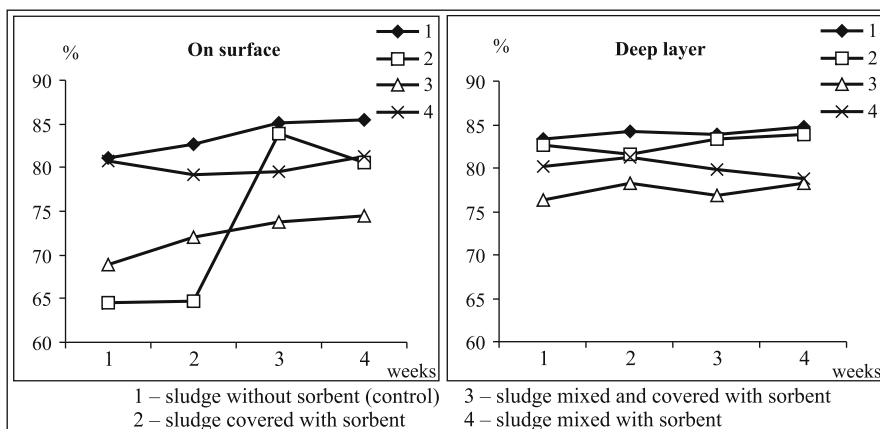 On surface
%
1
2
3
4
90
85
80
75
70
65
60
1 2 3 4
weeks
Deep layer
%
1
2
3
4
90
85
80
75
70
65
60
1 2 3 4
weeks
1 – sludge without sorbent (control)
2 – sludge covered with sorbent
3 – sludge mixed and covered with sorbent
4 – sludge mixed with sorbent